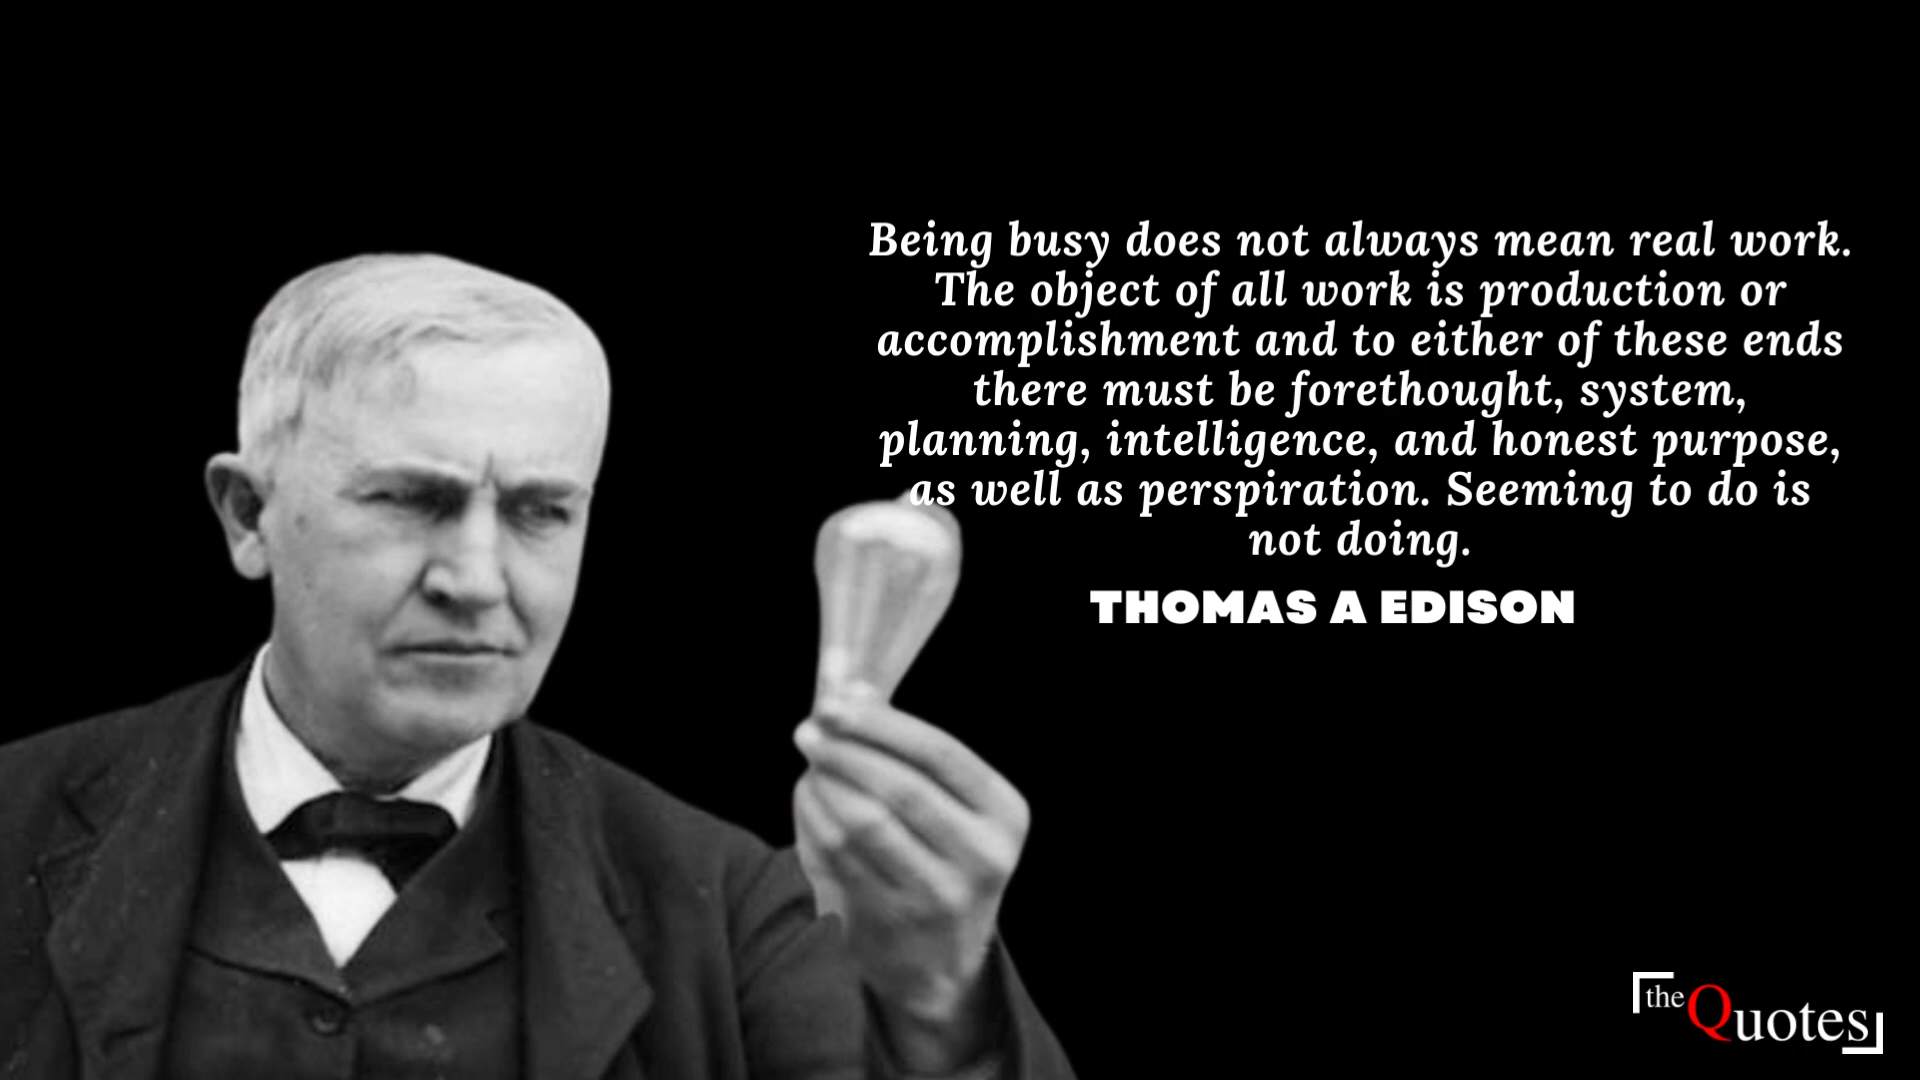 Being busy does not always mean real work.
The object of all work is production or
accomplishment and to either of these ends
there must be forethought, system,
planning, intelligence, and honest purpose,
as well as perspiration. Seeming to do is
not doing.
THOMAS A EDISON
the Quotes